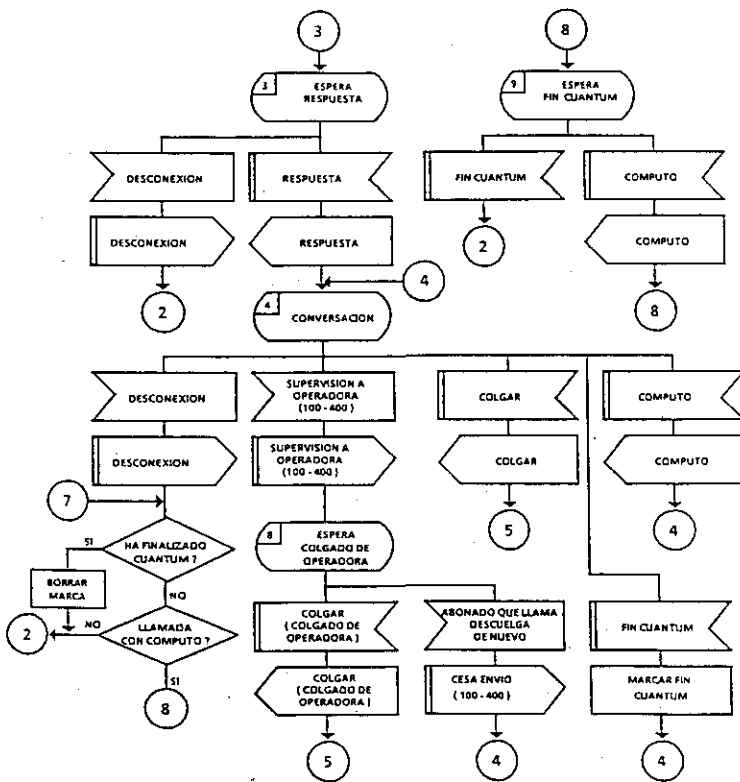 3
8
3
ESPERA
RESPUESTA
9
ESPERA
FIN CUANTUM
DESCONEXION
RESPUESTA
FIN CUANTUM
COMPUTO
DESCONEXION
RESPUESTA
2
COMPUTO
2
4
8
4
CONVERSACION
DESCONEXION
SUPERVISION A
OPERADORA
(100 - 400)
COLGAR
COMPUTO
DESCONEXION
SUPERVISION A
OPERADORA
(100 - 400)
COLGAR
COMPUTO
7
5
4
8
ESPERA
COLGADO DE
OPERADORA
SI
HA FINALIZADO
CUANTUM ?
BORRAR
MARCA
NO
2
NO
LLAMADA
CON COMPUTO ?
SI
8
COLGAR
( COLGADO DE
OPERADORA )
ABONADO QUE LLAMA
DESCUELGA
DE NUEVO
FIN CUANTUM
COLGAR
( COLGADO DE
OPERADORA )
CESA ENVIO
( 100 - 400 )
MARCAR FIN
CUANTUM
5
4
4